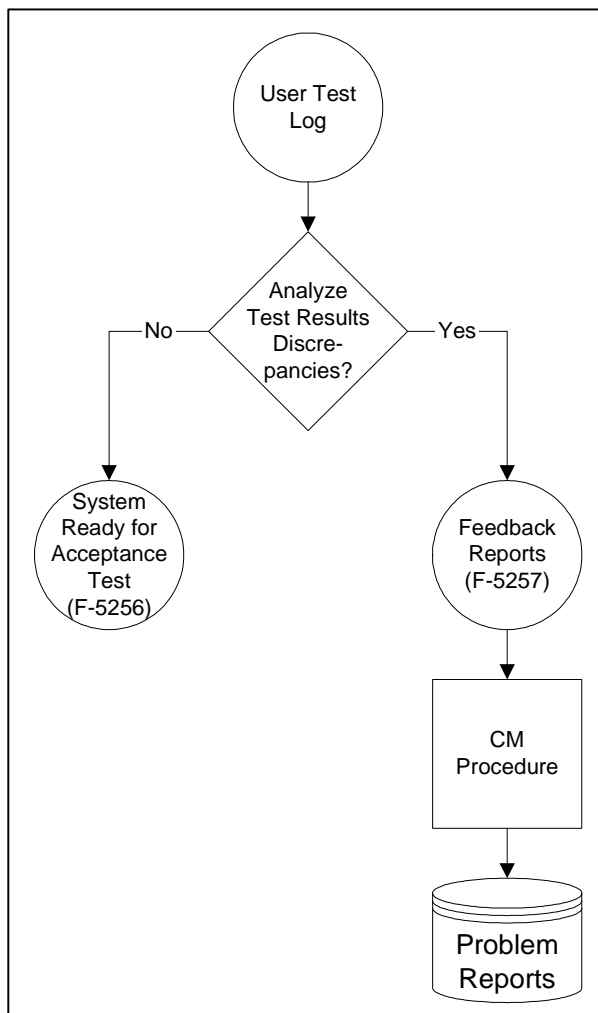 User Test
Log
Analyze
Test Results
Discre-
pancies?
No
Yes
System
Ready for
Acceptance
Test
(F-5256)
Feedback
Reports
(F-5257)
CM
Procedure
Problem
Reports